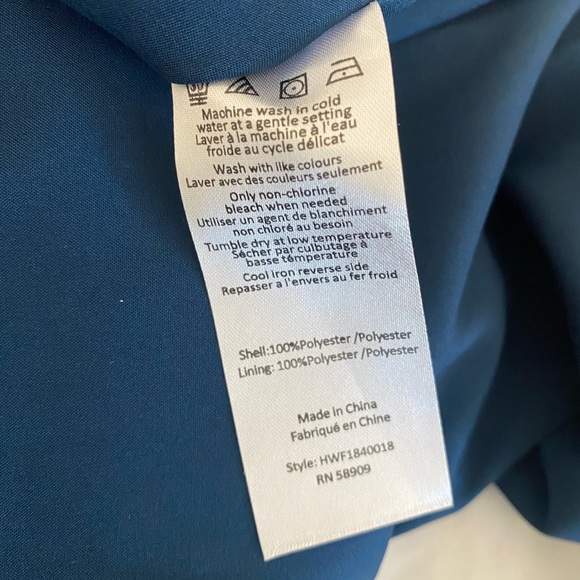 Machine wash in cold
water at a gentle setting
Laver à la machine à l'eau
froide au cycle délicat
Wash with like colours
Laver avec des couleurs seulement
Only non-chlorine
bleach when needed
Utiliser un agent de blanchiment
non chlore au besoin
Tumble dry at low temperature
Sécher par culbutage à
basse température
Cool iron reverse side
Repasser a l'envers au fer froid
Shell:100%Polyester /Polyester
Lining: 100%Polyester /Polyester
Made in China
Fabriqué en Chine
Style: HWF1840018
RN 58909